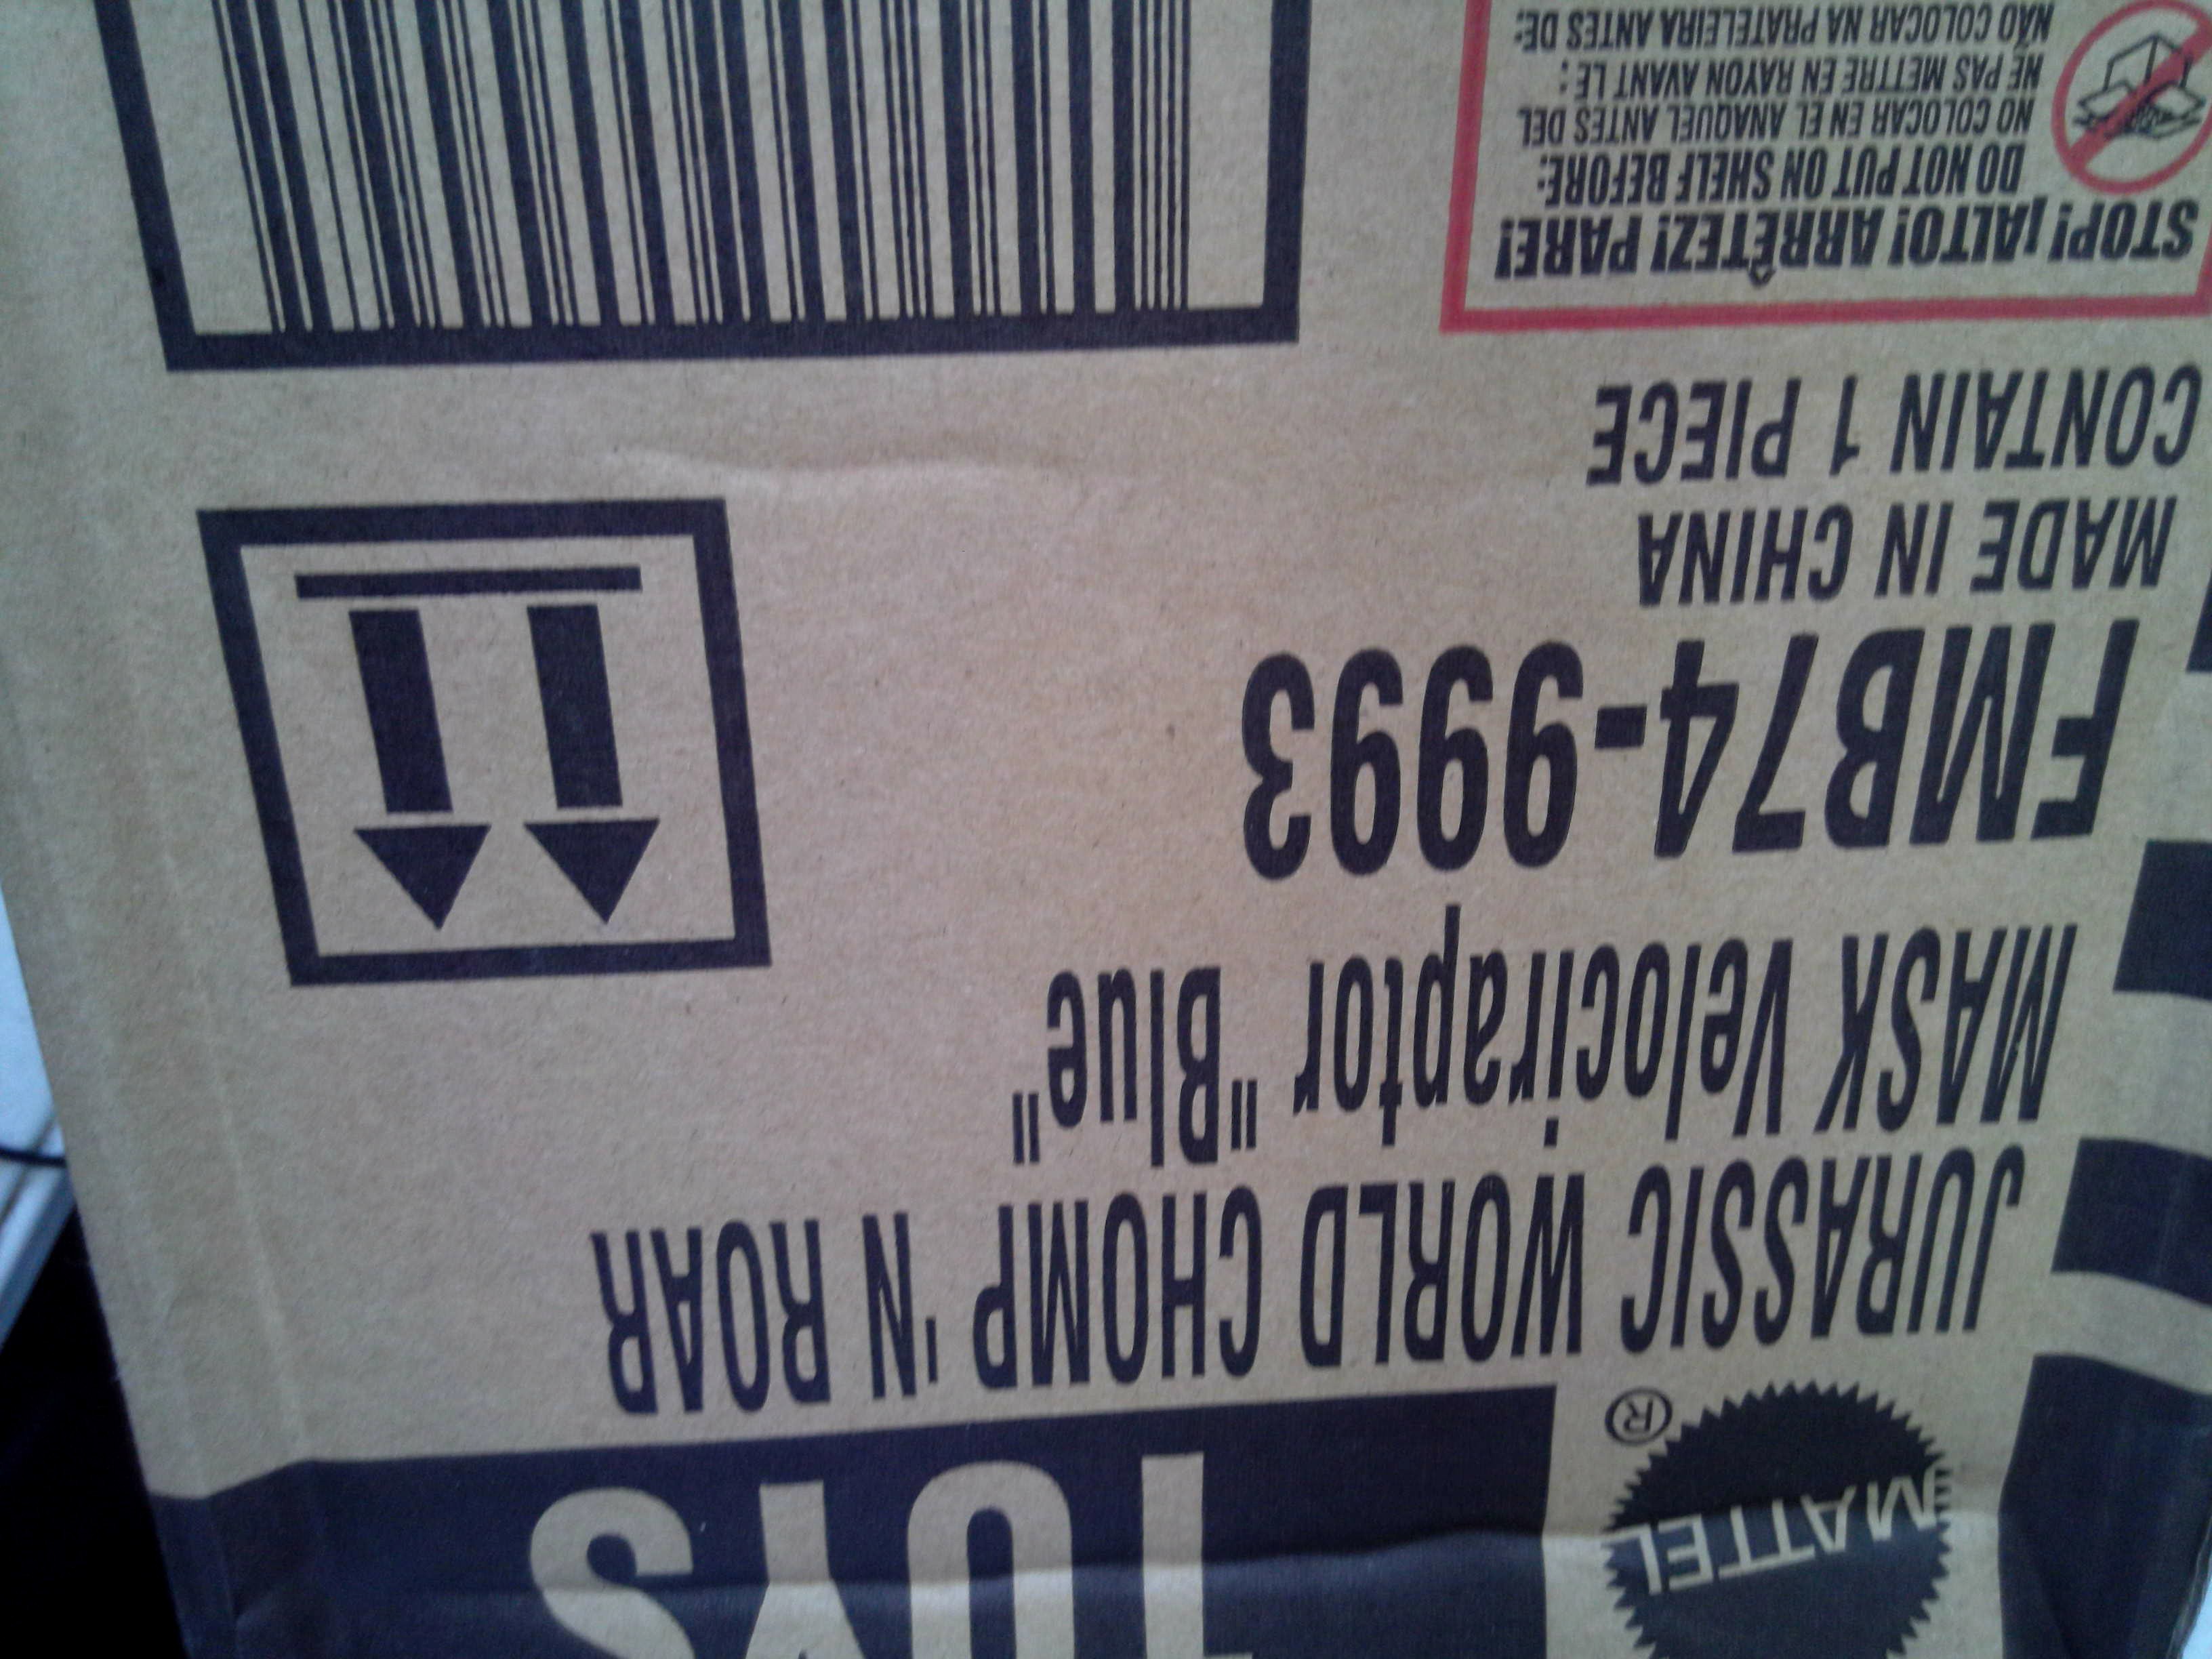 MATTEL
®
TOYS
JURASSIC WORLD CHOMP 'N ROAR
MASK Velociraptor "Blue"
FMB74-9993
MADE IN CHINA
CONTAIN 1 PIECE
STOP! ¡ALTO! ARRÊTEZ! PARE!
DO NOT PUT ON SHELF BEFORE:
NO COLOCAR EN EL ANAQUEL ANTES DEL
NE PAS METTRE EN RAYON AVANT LE :
NÃO COLOCAR NA PRATELEIRA ANTES DE: